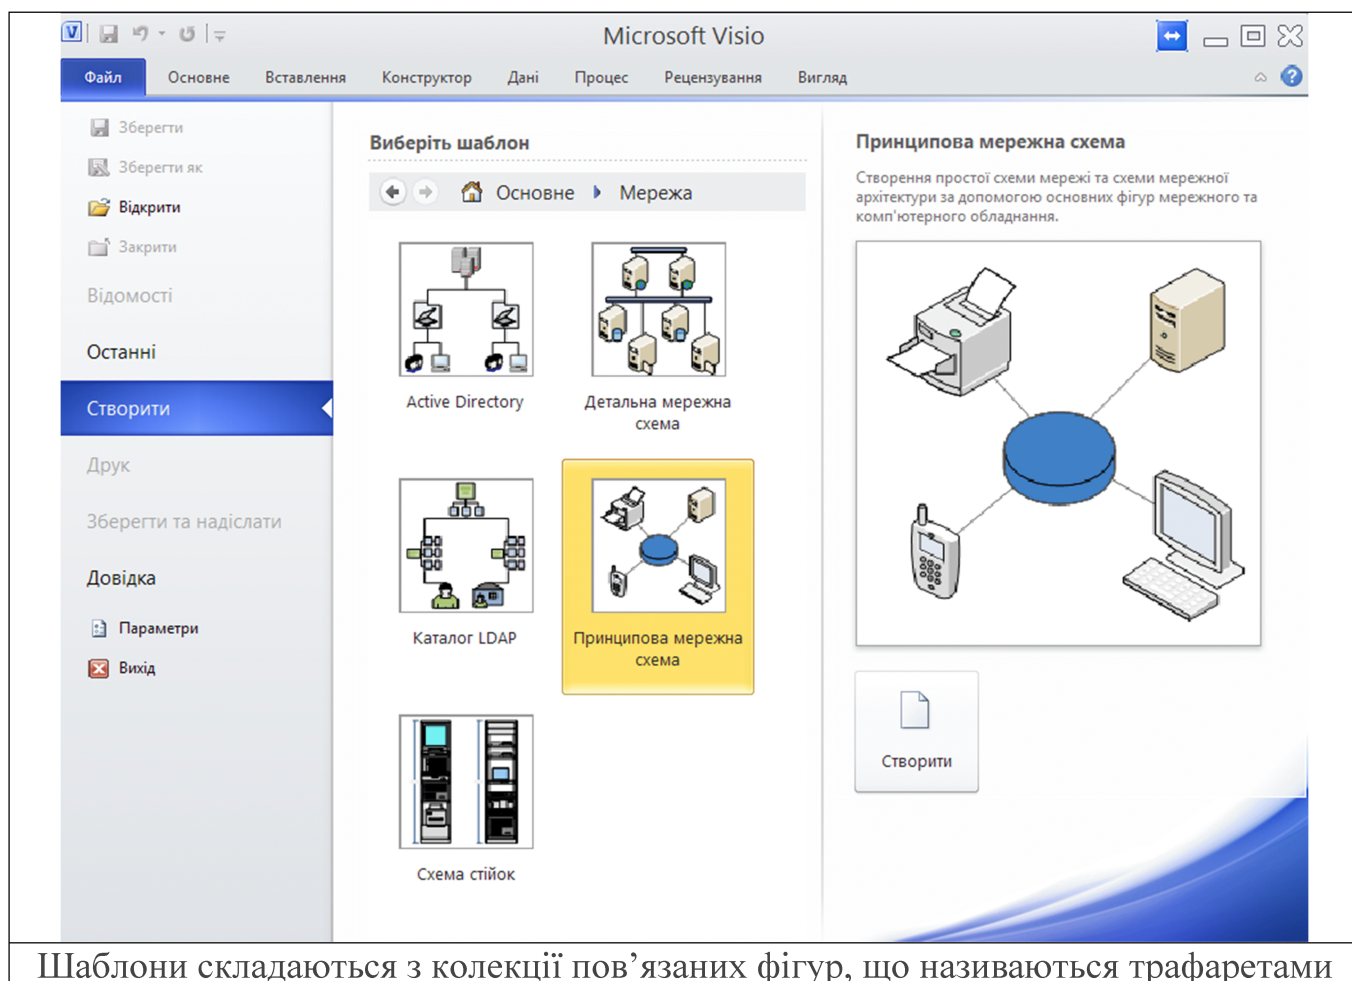 Microsoft Visio
Файл Основне Вставлення Конструктор Дані Процес Рецензування Вигляд
Зберегти
Зберегти як
Відкрити
Закрити
Відомості
Останні
Створити
Друк
Зберегти та надіслати
Довідка
Параметри
Вихід
Виберіть шаблон
Основне Мережа
Active Directory
Детальна мережна
схема
Каталог LDAP
Принципова мережна
схема
Схема стійок
Принципова мережна схема
Створення простої схеми мережі та схеми мережної
архітектури за допомогою основних фігур мережного та
комп'ютерного обладнання.
Створити
Шаблони складаються з колекції пов’язаних фігур, що називаються трафаретами